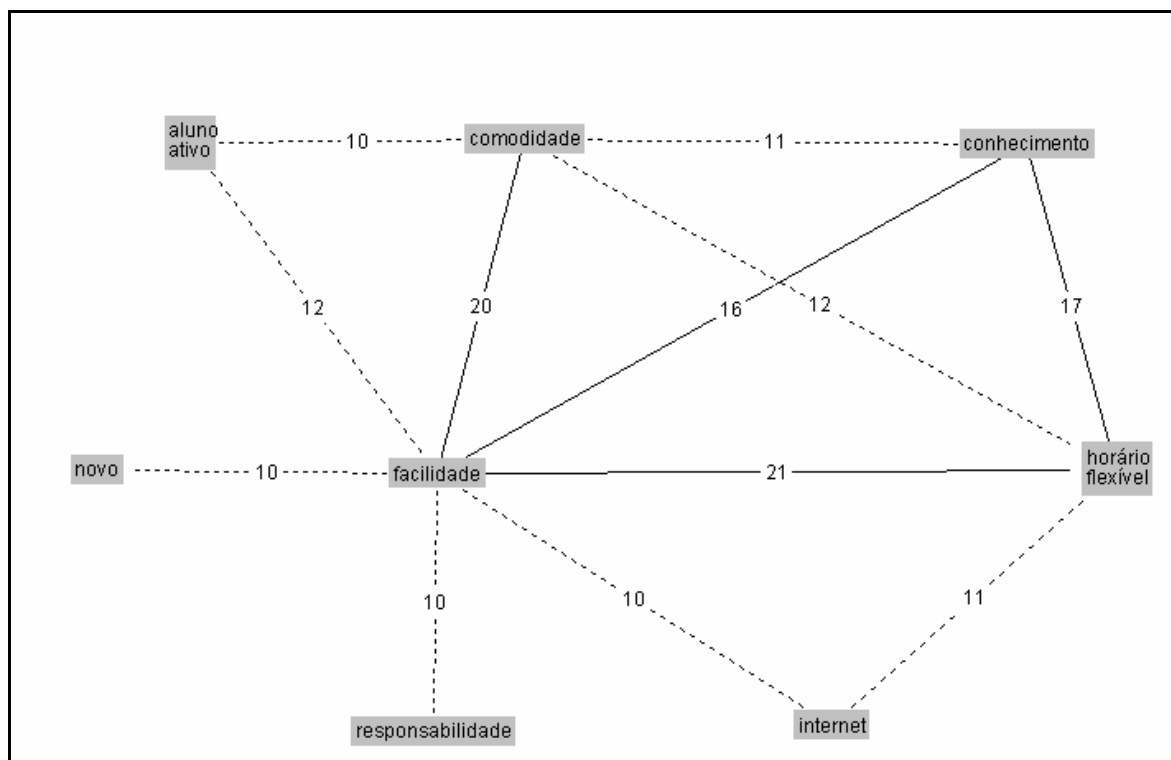 aluno
ativo
10
comodidade
11
conhecimento
12
20
16
12
17
novo
10
facilidade
21
horário
flexível
10
10
11
responsabilidade
internet